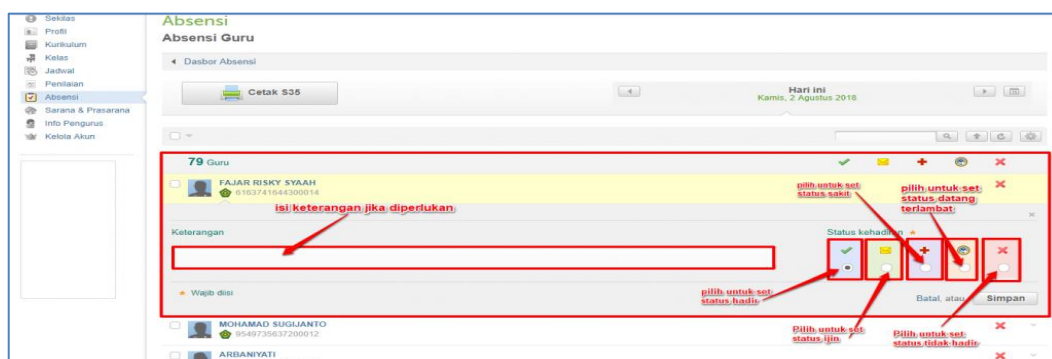 Sekilas
Profil
Kurikulum
Kelas
Jadwal
Penilaian
Absensi
Sarana & Prasarana
Info Pengurus
Kelola Akun
Absensi
Absensi Guru
Dasbor Absensi
Cetak S35
Hari ini
Kamis, 2 Agustus 2018
79 Guru
FAJAR RISKY SYAAH
6183741644300014
isi keterangan jika diperlukan
pilih untuk set
status sakit
pilih untuk set
status datang
terlambat
Keterangan
Status kehadiran *
* Wajib diisi
pilih untuk set
status hadir
Pilih untuk set
status ijin
Pilih untuk set
status tidak hadir
Batal, atau Simpan
MOHAMAD SUGIJANTO
9549735637200012
ARBANIYATI